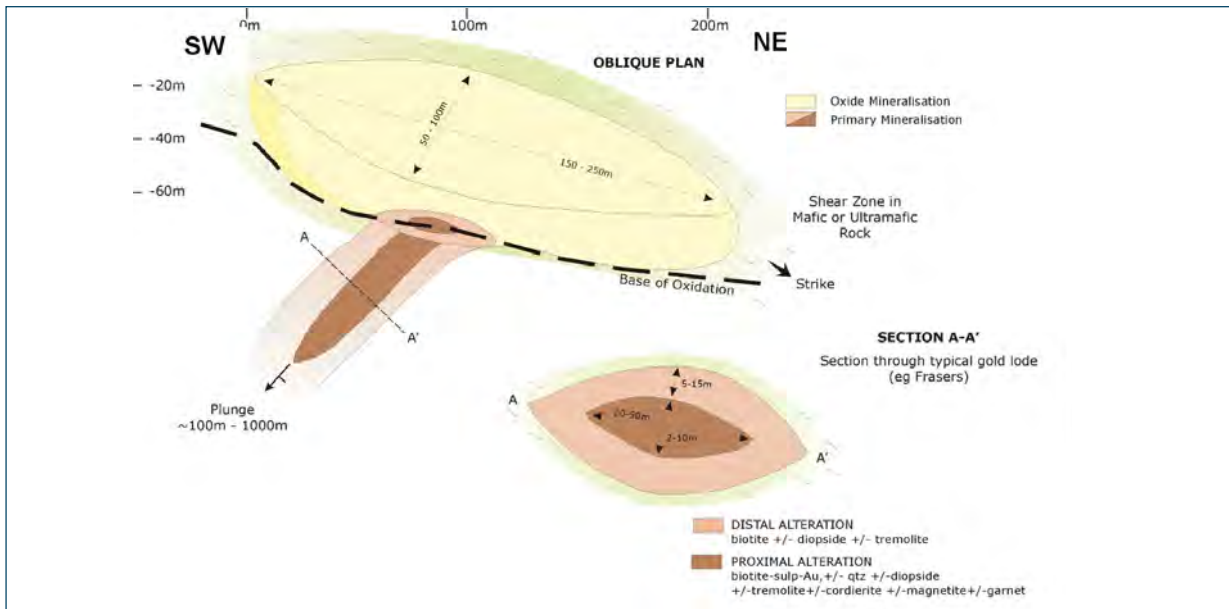 0m 100m 200m
SW NE
OBLIQUE PLAN
-20m
-40m
-60m
Oxide Mineralisation
Primary Mineralisation
50 - 100m
150 - 250m
Shear Zone in
Mafic or Ultramafic
Rock
Strike
Base of Oxidation
A
A'
Plunge
~100m - 1000m
SECTION A-A'
Section through typical gold lode
(eg Frasers)
5-15m
A
2-10m
A'
DISTAL ALTERATION
biotite +/- diopside +/- tremolite
PROXIMAL ALTERATION
biotite-sulp-Au,+/- qtz +/-diopside
+/-tremolite+/-cordierite +/-magnetite+/-garnet